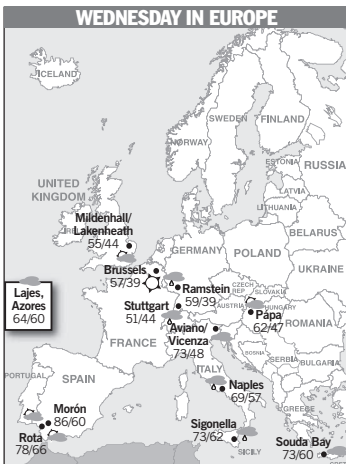 WEDNESDAY IN EUROPE
ICELAND
SWEDEN
FINLAND
NORWAY
ESTONIA
RUSSIA
LATVIA
LITHUANIA
UNITED
KINGDOM
Mildenhall/
Lakenheath
55/44
BELARUS
GERMANY
POLAND
UKRAINE
Brussels
57/39
Ramstein
59/39
CZECH
REP
SLOVAKIA
Lajes,
Azores
64/60
Stuttgart
51/44
AUSTRIA
HUNGARY
Pápa
62/47
Aviano/
Vicenza
73/48
ROMANIA
FRANCE
BOSNIA
SERBIA
BULGARIA
ITALY
PORTUGAL
SPAIN
Naples
69/57
Morón
86/60
GREECE
Rota
78/66
Sigonella
73/62
SICILY
Souda Bay
73/60